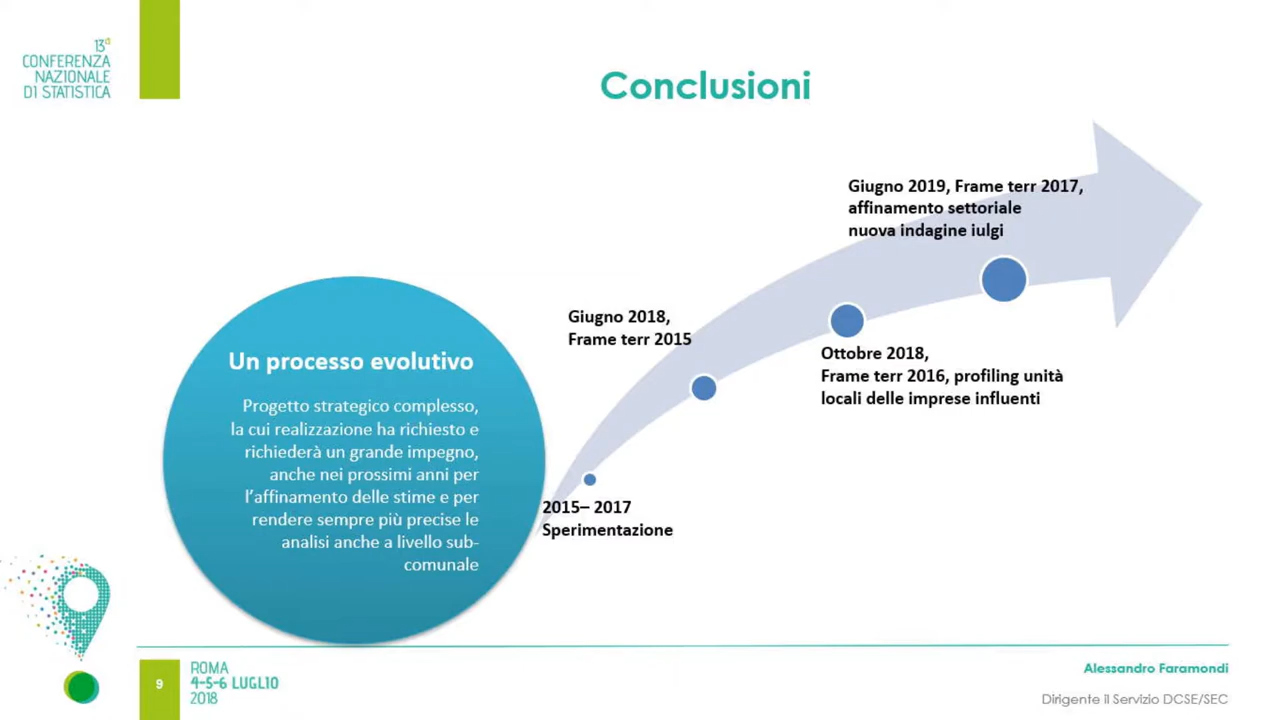 13a
CONFERENZA
NAZIONALE
DI STATISTICA
Conclusioni
Giugno 2019, Frame terr 2017,
affinamento settoriale
nuova indagine iulgi
Giugno 2018,
Frame terr 2015
Ottobre 2018,
Frame terr 2016, profiling unità
locali delle imprese influenti
Un processo evolutivo
Progetto strategico complesso,
la cui realizzazione ha richiesto e
richiederà un grande impegno,
anche nei prossimi anni per
l’affinamento delle stime e per
rendere sempre più precise le
analisi anche a livello sub-
comunale
2015– 2017
Sperimentazione
9
ROMA
4-5-6 LUGLIO
2018
Alessandro Faramondi
Dirigente il Servizio DCSE/SEC